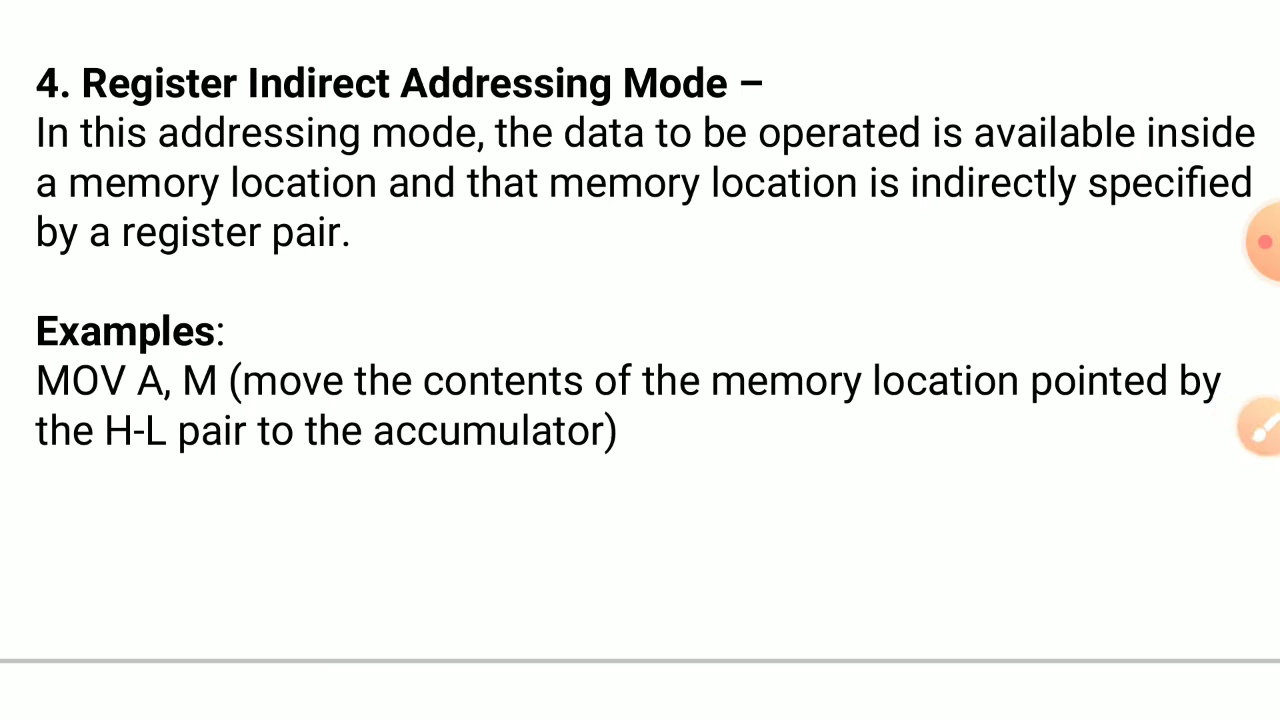 4. Register Indirect Addressing Mode –
In this addressing mode, the data to be operated is available inside
a memory location and that memory location is indirectly specified
by a register pair.
Examples:
MOV A, M (move the contents of the memory location pointed by
the H-L pair to the accumulator)